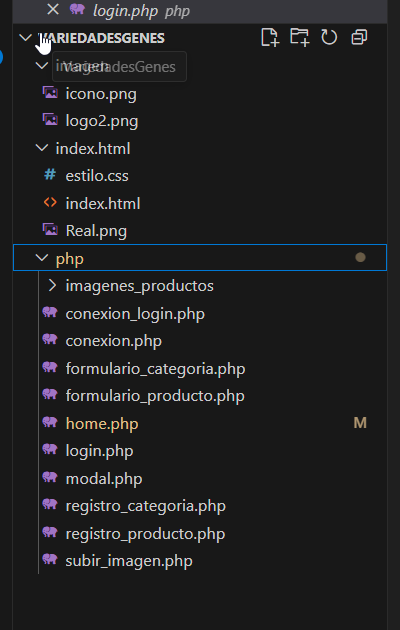 login.php php
VARIEDADESGENES
imagen
VariedadesGenes
icono.png
logo2.png
index.html
# estilo.css
<> index.html
Real.png
php
imagenes_productos
conexion_login.php
conexion.php
formulario_categoria.php
formulario_producto.php
home.php M
login.php
modal.php
registro_categoria.php
registro_producto.php
subir_imagen.php